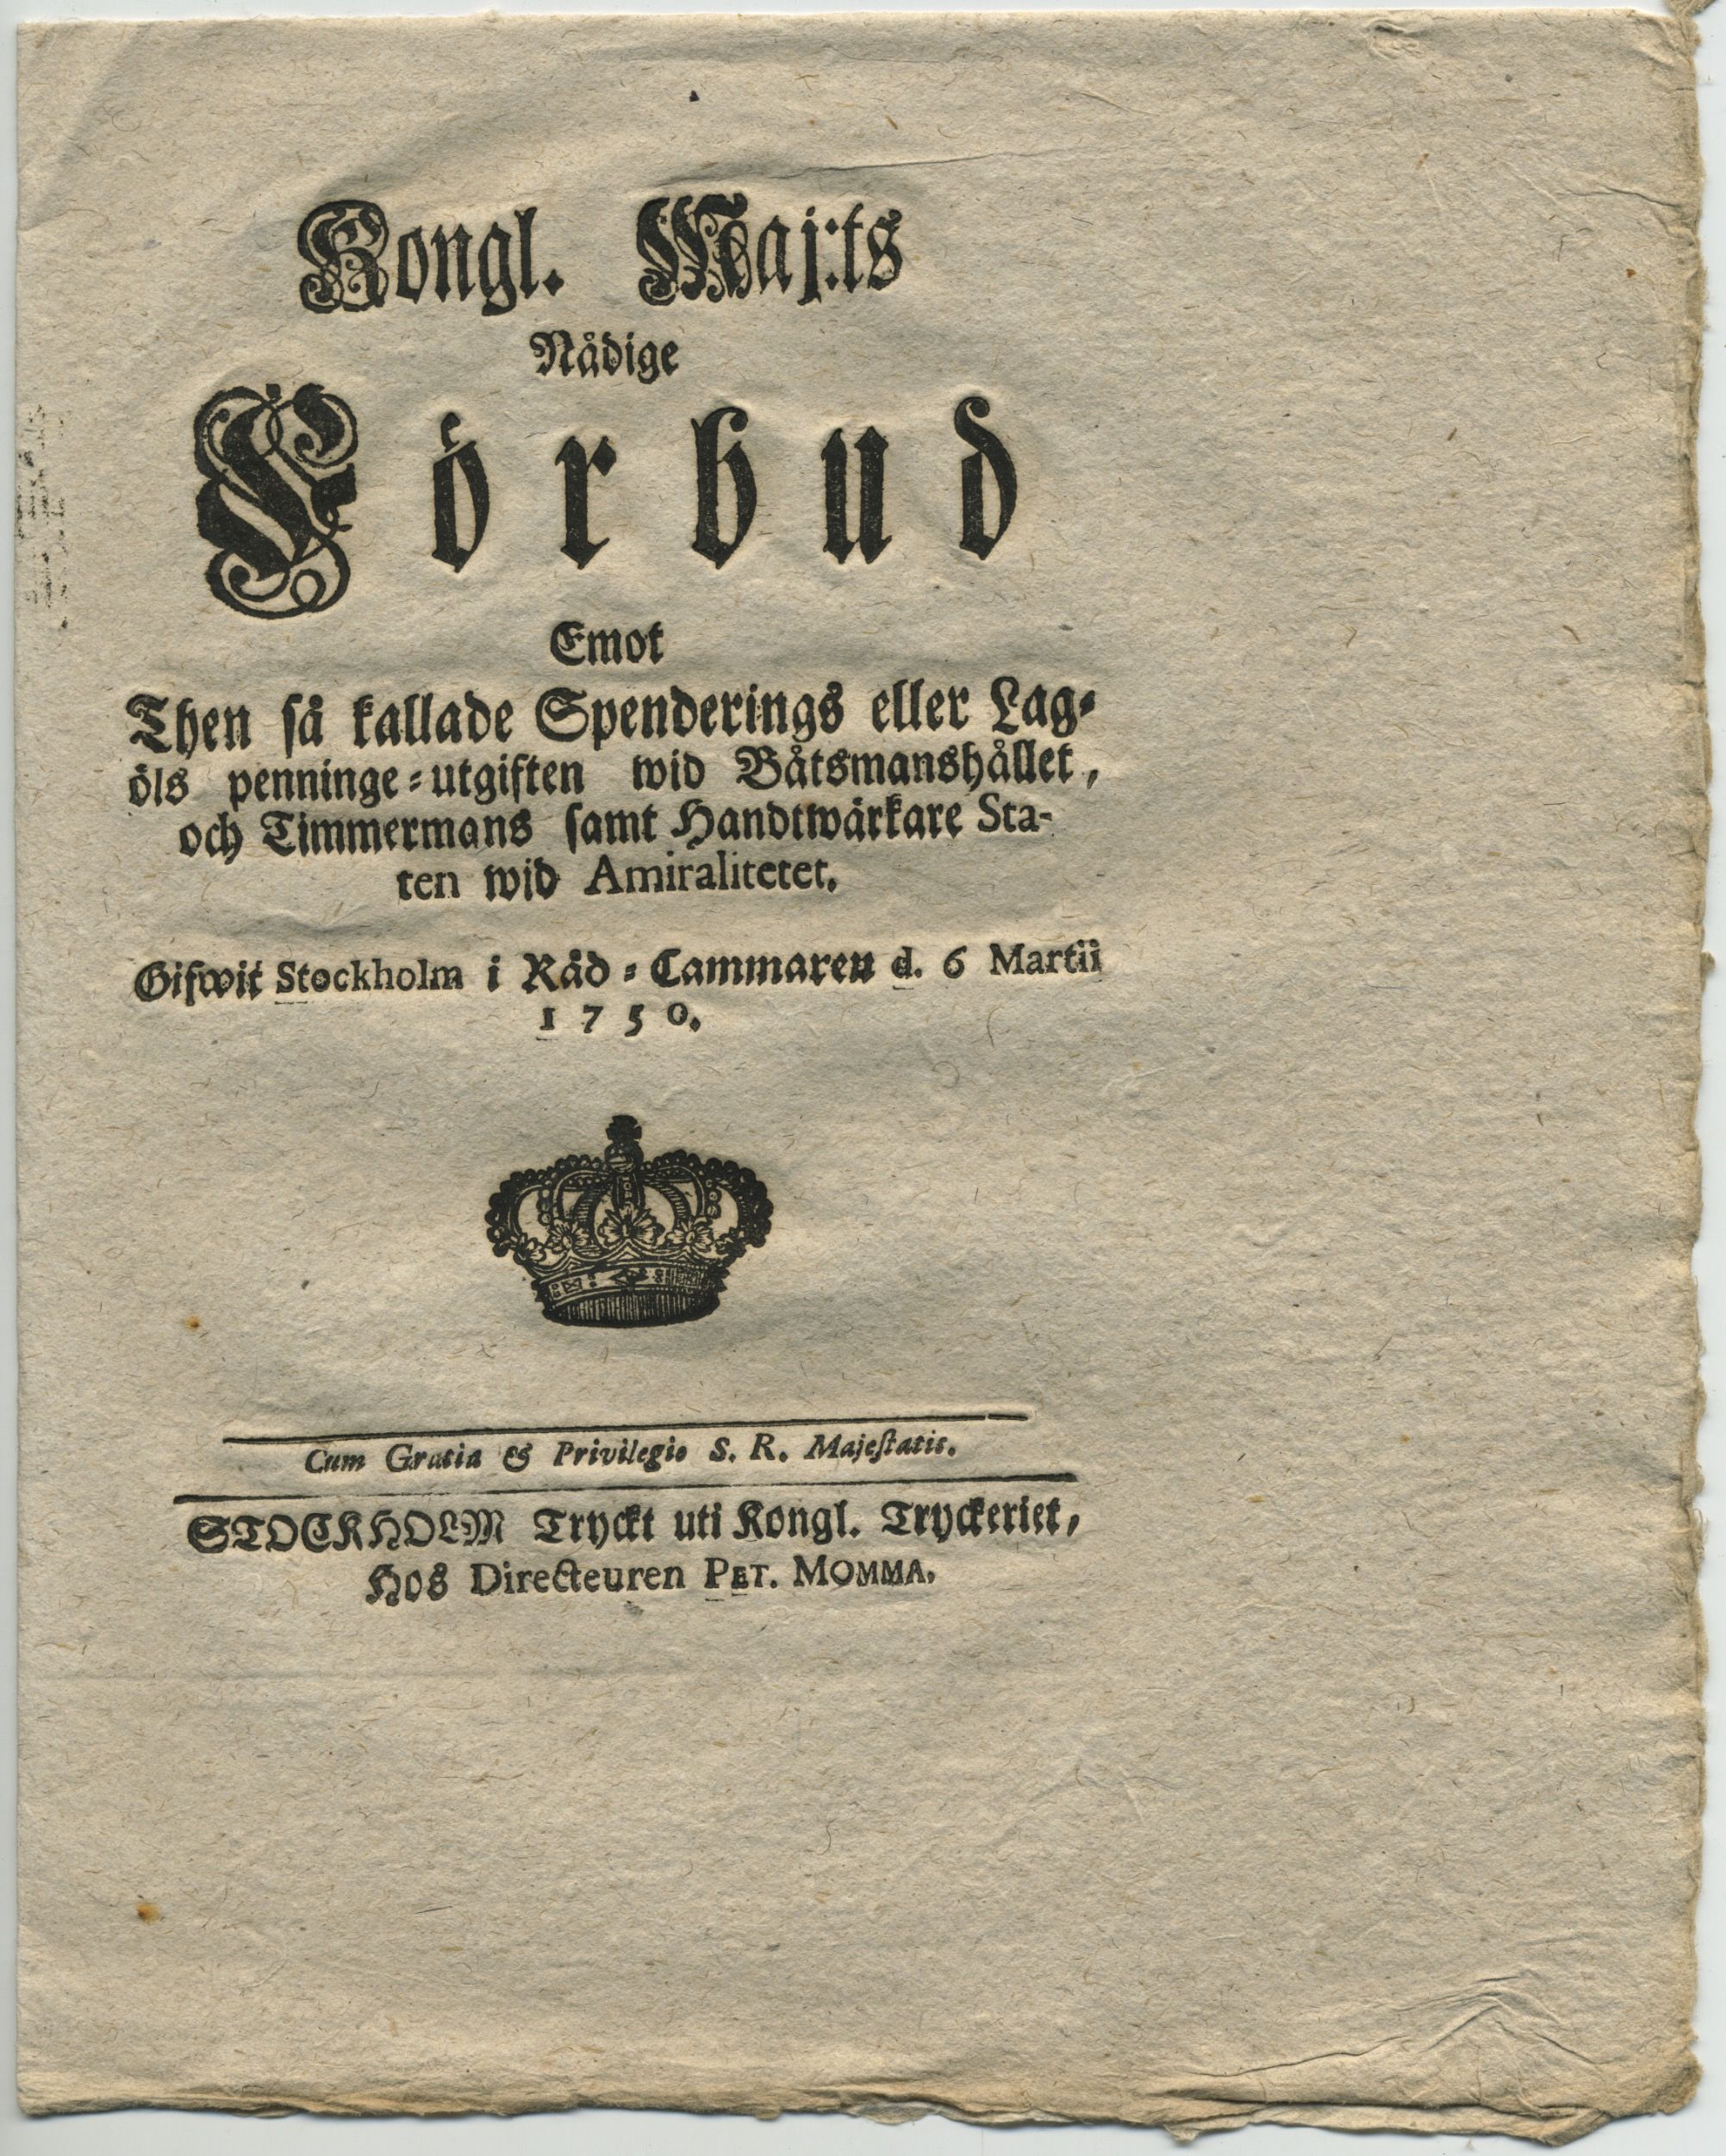 Kongl. Maj:ts
Nådige
Förbud
Emot
Then så kallade Spenderings eller Lag-
öls penninge-utgiften wid Båtsmanshållet,
och Timmermans samt Handtwärkare Sta-
ten wid Amiralitetet.
Gifwit Stockholm i Råd-Cammaren d. 6 Martii
1750.
Cum Gratia & Privilegio S. R. Majestatis.
STOCKHOLM Tryckt uti Kongl. Tryckeriet,
Hos Directeuren PET. MOMMA.